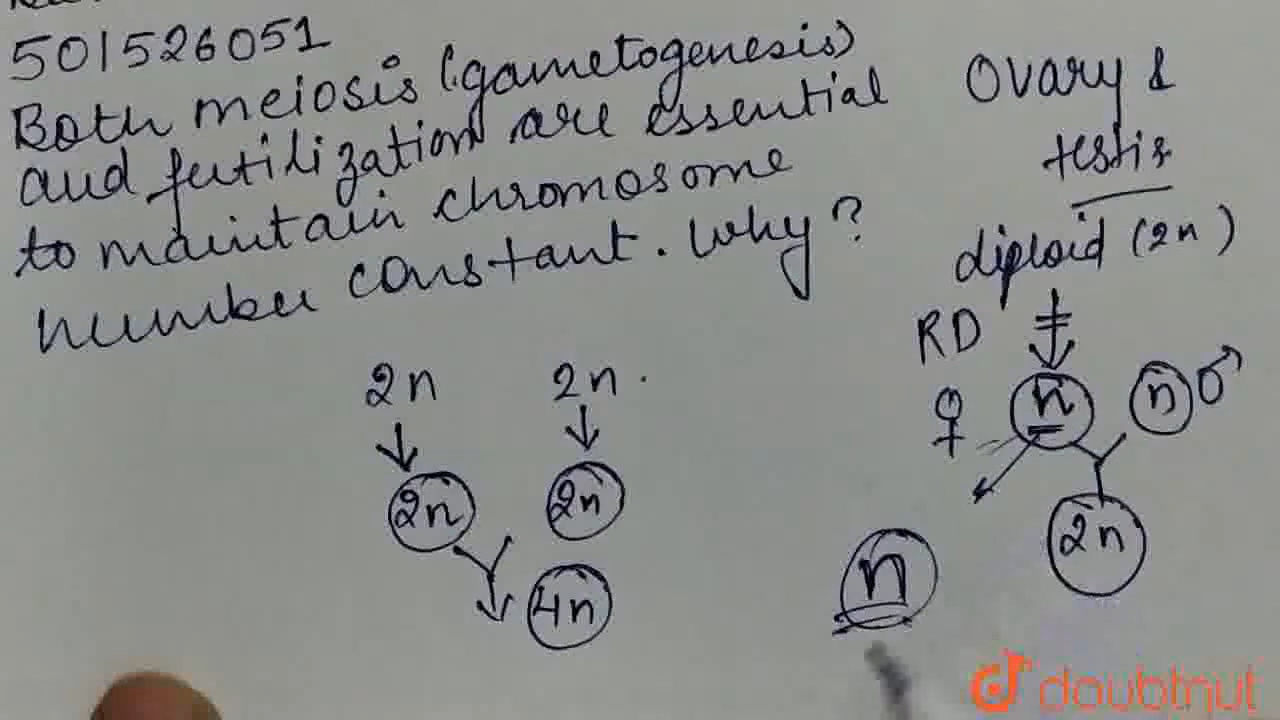 501526051
Both meiosis (gametogenesis)
and fertilization are essential
to maintain chromosome
number constant. Why?
Ovary &
testis
diploid (2n)
RD
♀ n n ♂
2n
n
2n 2n.
2n 2n
4n
doubtnut